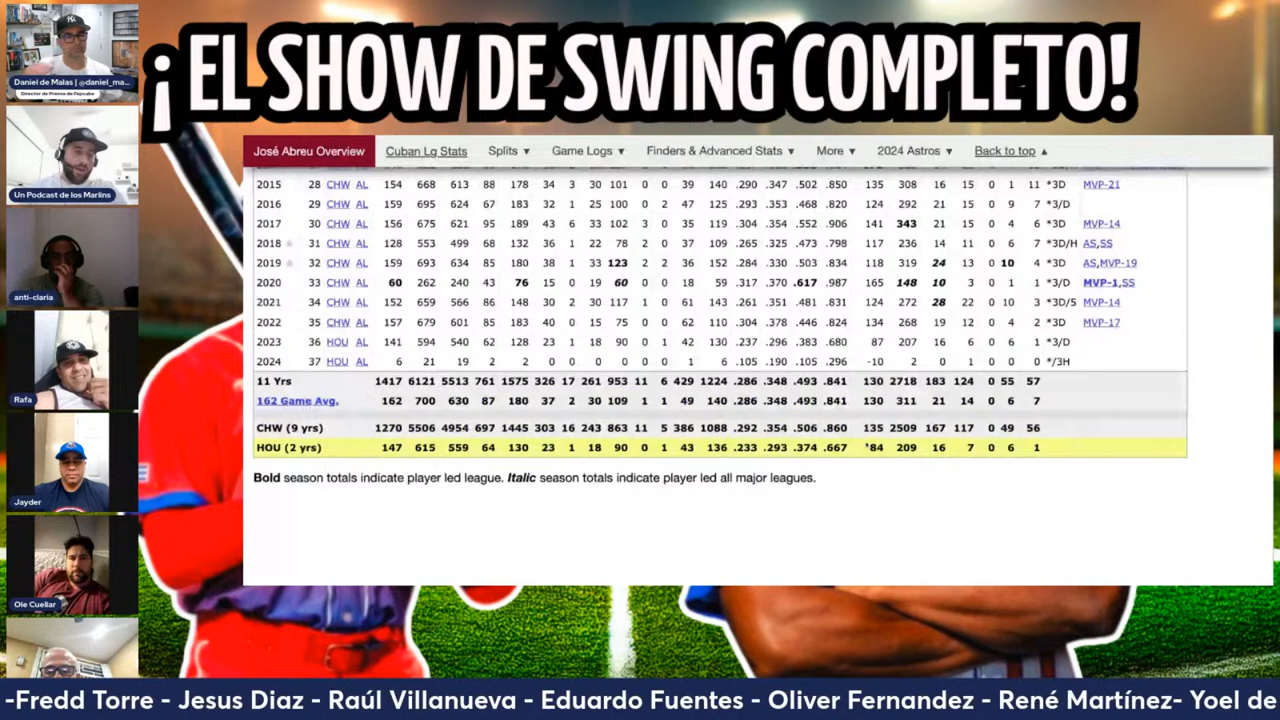 ¡EL SHOW DE SWING COMPLETO!
Daniel de Malas | @daniel_ma...
Director de Prensa de Fepcube
Un Podcast de los Marlins
anti-claria
Rafa
Jayder
Ole Cuellar
José Abreu Overview Cuban Lg Stats Splits ▼ Game Logs ▼ Finders & Advanced Stats ▼ More ▼ 2024 Astros ▼ Back to top ▲
2015 28 CHW AL 154 668 613 88 178 34 3 30 101 0 0 39 140 .290 .347 .502 .850 135 308 16 15 0 1 11 *3D MVP-21
2016 29 CHW AL 159 695 624 67 183 32 1 25 100 0 2 47 125 .293 .353 .468 .820 124 292 21 15 0 9 7 *3/D
2017 30 CHW AL 156 675 621 95 189 43 6 33 102 3 0 35 119 .304 .354 .552 .906 141 343 21 15 0 4 6 *3D MVP-14
2018 ★ 31 CHW AL 128 553 499 68 132 36 1 22 78 2 0 37 109 .265 .325 .473 .798 117 236 14 11 0 6 7 *3D/H AS,SS
2019 ★ 32 CHW AL 159 693 634 85 180 38 1 33 123 2 2 36 152 .284 .330 .503 .834 118 319 24 13 0 10 4 *3D AS,MVP-19
2020 33 CHW AL 60 262 240 43 76 15 0 19 60 0 0 18 59 .317 .370 .617 .987 165 148 10 3 0 1 1 *3/D MVP-1,SS
2021 34 CHW AL 152 659 566 86 148 30 2 30 117 1 0 61 143 .261 .351 .481 .831 124 272 28 22 0 10 3 *3D/5 MVP-14
2022 35 CHW AL 157 679 601 85 183 40 0 15 75 0 0 62 110 .304 .378 .446 .824 134 268 19 12 0 4 2 *3D MVP-17
2023 36 HOU AL 141 594 540 62 128 23 1 18 90 0 1 42 130 .237 .296 .383 .680 87 207 16 6 0 6 1 *3/D
2024 37 HOU AL 6 21 19 2 2 0 0 0 0 0 0 1 6 .105 .190 .105 .296 -10 2 0 1 0 0 0 */3H
11 Yrs 1417 6121 5513 761 1575 326 17 261 953 11 6 429 1224 .286 .348 .493 .841 130 2718 183 124 0 55 57
162 Game Avg. 162 700 630 87 180 37 2 30 109 1 1 49 140 .286 .348 .493 .841 130 311 21 14 0 6 7
CHW (9 yrs) 1270 5506 4954 697 1445 303 16 243 863 11 5 386 1088 .292 .354 .506 .860 135 2509 167 117 0 49 56
HOU (2 yrs) 147 615 559 64 130 23 1 18 90 0 1 43 136 .233 .293 .374 .667 84 209 16 7 0 6 1
Bold season totals indicate player led league. Italic season totals indicate player led all major leagues.
-Fredd Torre - Jesus Diaz - Raúl Villanueva - Eduardo Fuentes - Oliver Fernandez - René Martínez- Yoel de